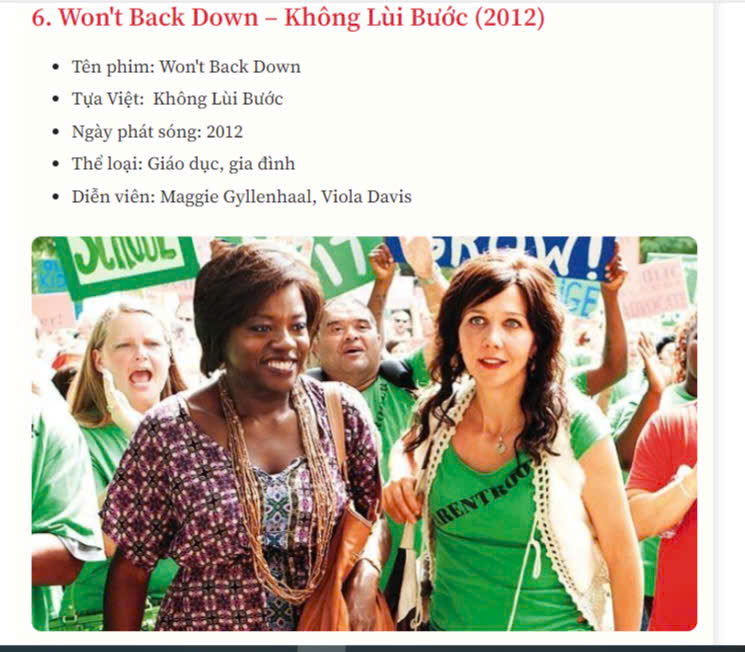 6. Won't Back Down – Không Lùi Bước (2012)
Tên phim: Won't Back Down
Tựa Việt: Không Lùi Bước
Ngày phát sóng: 2012
Thể loại: Giáo dục, gia đình
Diễn viên: Maggie Gyllenhaal, Viola Davis
SCHOOL
GROW!
ADVOCATE